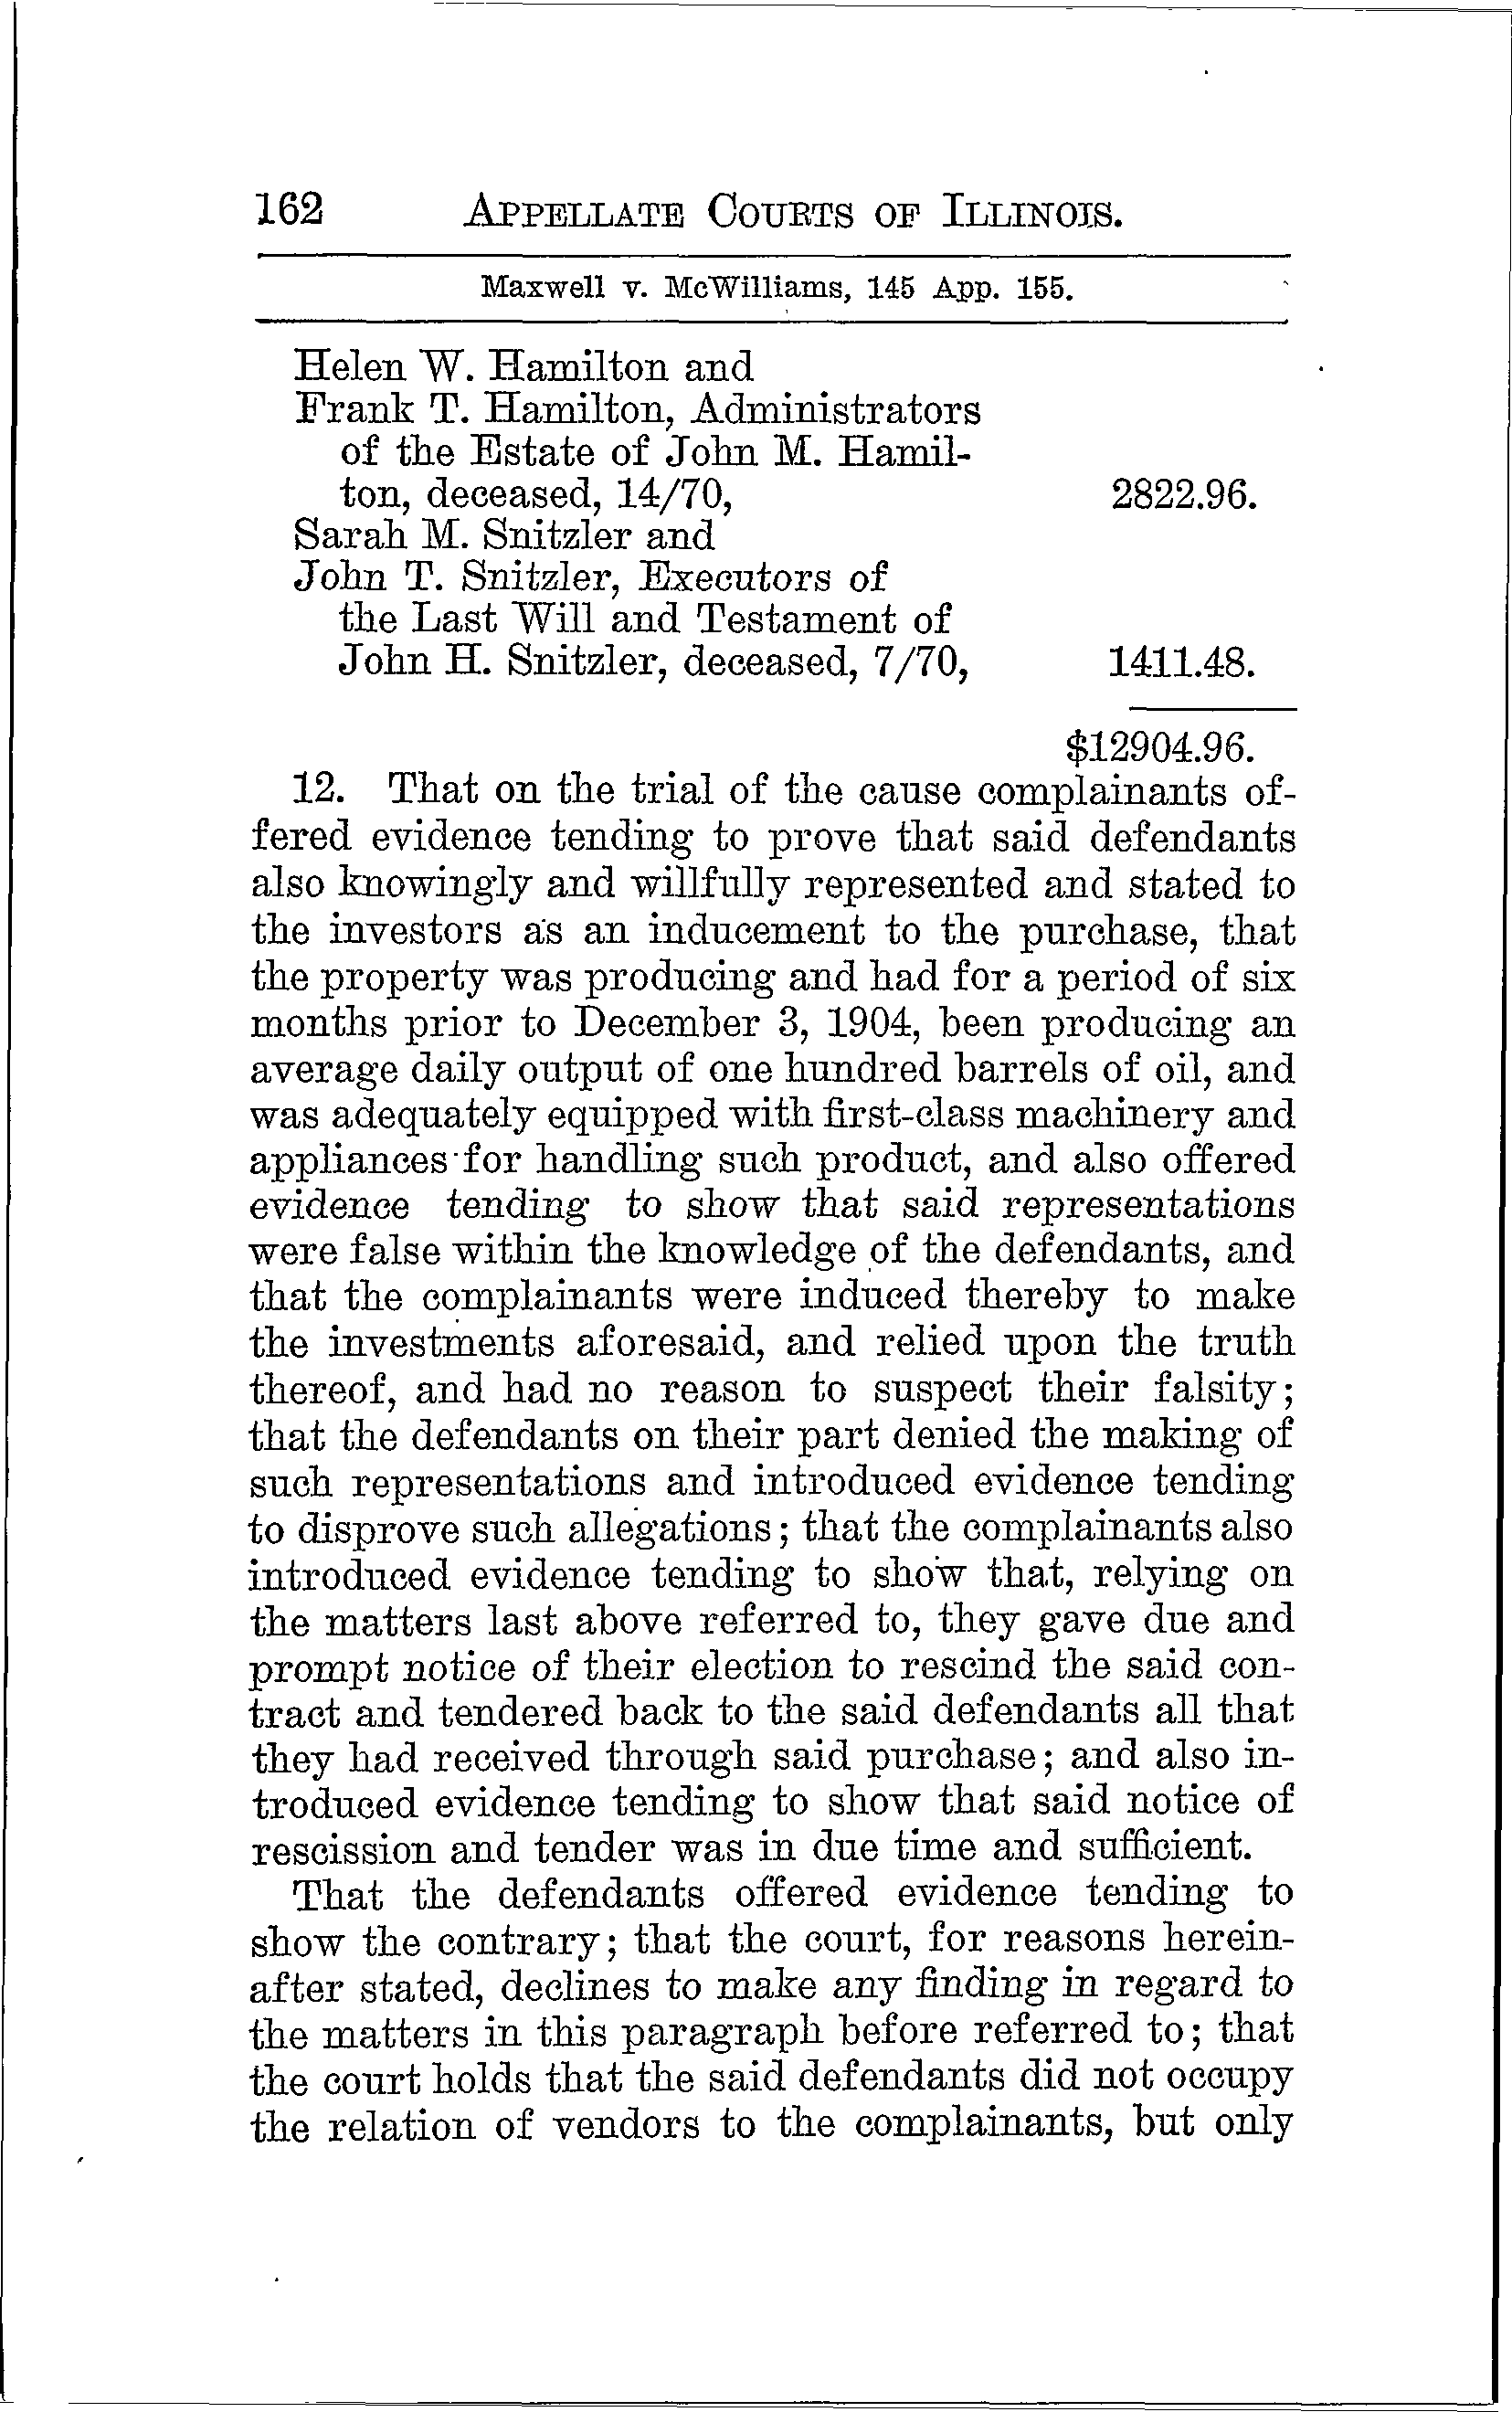 162 APPELLATE COURTS OF ILLINOIS.
Maxwell v. McWilliams, 145 App. 155.
Helen W. Hamilton and
Frank T. Hamilton, Administrators
of the Estate of John M. Hamil-
ton, deceased, 14/70, 2822.96.
Sarah M. Snitzler and
John T. Snitzler, Executors of
the Last Will and Testament of
John H. Snitzler, deceased, 7/70, 1411.48.
$12904.96.
12. That on the trial of the cause complainants of-
fered evidence tending to prove that said defendants
also knowingly and willfully represented and stated to
the investors as an inducement to the purchase, that
the property was producing and had for a period of six
months prior to December 3, 1904, been producing an
average daily output of one hundred barrels of oil, and
was adequately equipped with first-class machinery and
appliances for handling such product, and also offered
evidence tending to show that said representations
were false within the knowledge of the defendants, and
that the complainants were induced thereby to make
the investments aforesaid, and relied upon the truth
thereof, and had no reason to suspect their falsity;
that the defendants on their part denied the making of
such representations and introduced evidence tending
to disprove such allegations; that the complainants also
introduced evidence tending to show that, relying on
the matters last above referred to, they gave due and
prompt notice of their election to rescind the said con-
tract and tendered back to the said defendants all that
they had received through said purchase; and also in-
troduced evidence tending to show that said notice of
rescission and tender was in due time and sufficient.
That the defendants offered evidence tending to
show the contrary; that the court, for reasons herein-
after stated, declines to make any finding in regard to
the matters in this paragraph before referred to; that
the court holds that the said defendants did not occupy
the relation of vendors to the complainants, but only